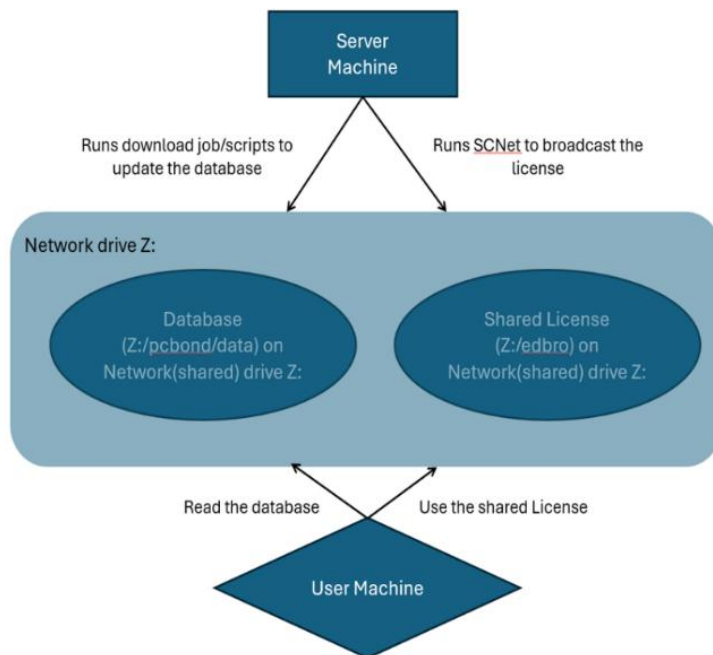 Server
Machine
Runs download job/scripts to
update the database
Runs SCNet to broadcast the
license
Network drive Z:
Database
(Z:/pcbond/data) on
Network(shared) drive Z:
Shared License
(Z:/edbro) on
Network(shared) drive Z:
Read the database
Use the shared License
User Machine